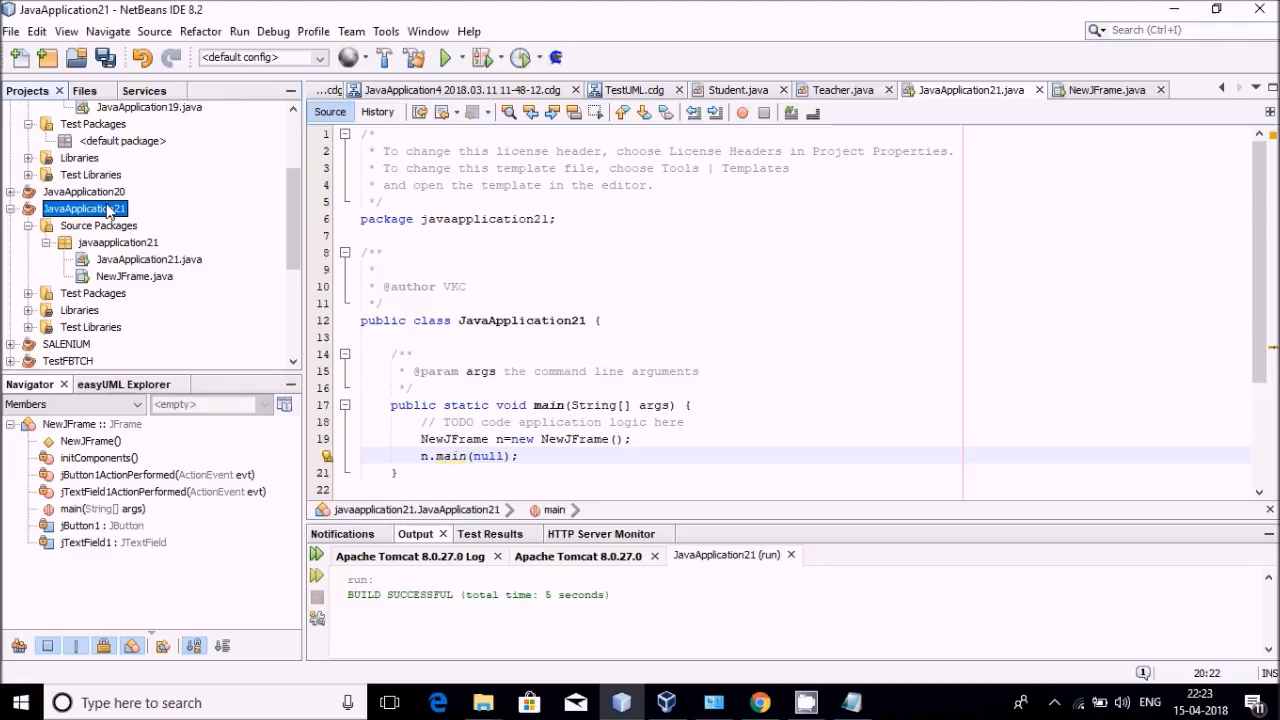 JavaApplication21 - NetBeans IDE 8.2
File Edit View Navigate Source Refactor Run Debug Profile Team Tools Window Help
Search (Ctrl+I)
<default config>
Projects Files Services
...cdg JavaApplication4 2018.03.11 11-48-12.cdg TestUML.cdg Student.java Teacher.java JavaApplication21.java NewJFrame.java
Source History
JavaApplication19.java
Test Packages
<default package>
Libraries
Test Libraries
JavaApplication20
JavaApplication21
Source Packages
javaapplication21
JavaApplication21.java
NewJFrame.java
Test Packages
Libraries
Test Libraries
SALENIUM
TestFBTCH
1 /*
2 * To change this license header, choose License Headers in Project Properties.
3 * To change this template file, choose Tools | Templates
4 * and open the template in the editor.
5 */
6 package javaapplication21;
7
8 /**
9 *
10 * @author VKC
11 */
12 public class JavaApplication21 {
13
14 /**
15 * @param args the command line arguments
16 */
17 public static void main(String[] args) {
18 // TODO code application logic here
19 NewJFrame n=new NewJFrame();
n.main(null);
21 }
22
javaapplication21.JavaApplication21 main
Navigator easyUML Explorer
Members <empty>
NewJFrame :: JFrame
NewJFrame()
initComponents()
jButton1ActionPerformed(ActionEvent evt)
jTextField1ActionPerformed(ActionEvent evt)
main(String[] args)
jButton1 : JButton
jTextField1 : JTextField
Notifications Output Test Results HTTP Server Monitor
Apache Tomcat 8.0.27.0 Log Apache Tomcat 8.0.27.0 JavaApplication21 (run)
run:
BUILD SUCCESSFUL (total time: 5 seconds)
1 20:22 INS
Type here to search
ENG
22:23
15-04-2018
11